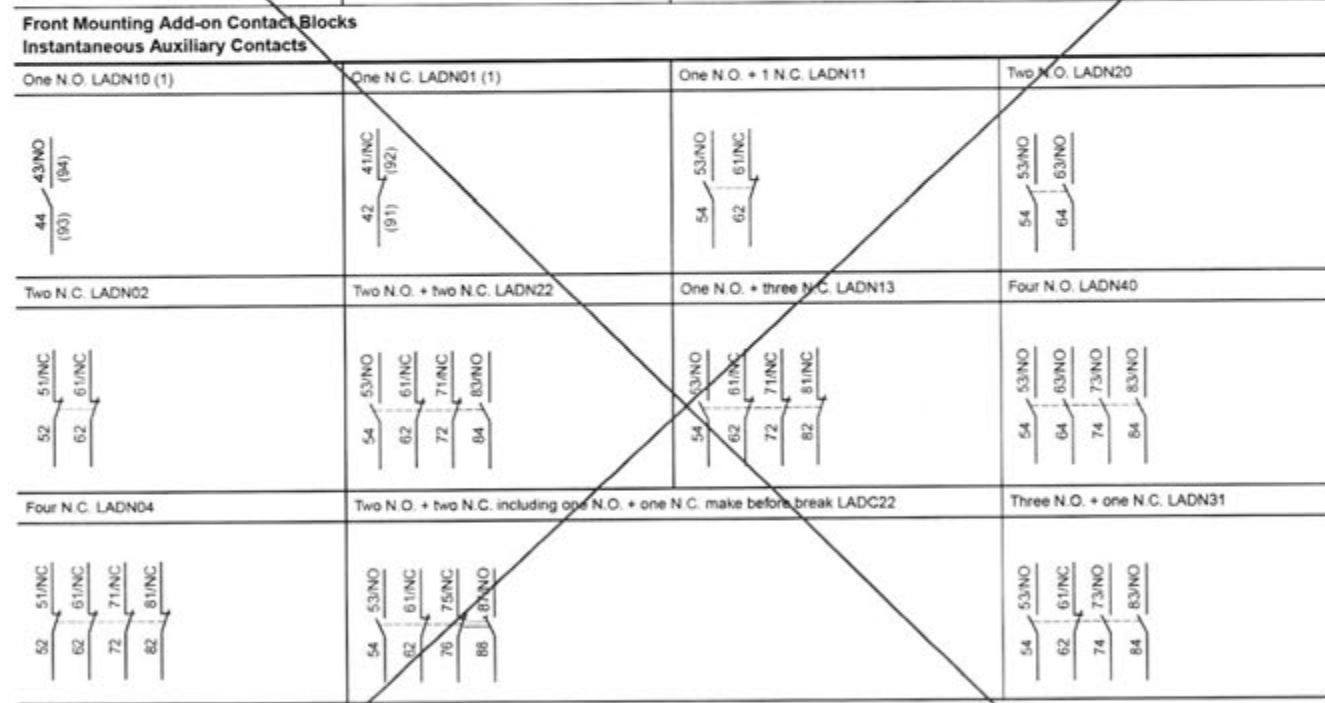 Front Mounting Add-on Contact Blocks
Instantaneous Auxiliary Contacts
One N.O. LADN10 (1)
One N.C. LADN01 (1)
One N.O. + 1 N.C. LADN11
Two N.O. LADN20
43/NO
(94)
44
(93)
41/NC
(92)
42
(91)
53/NO
61/NC
54
62
53/NO
63/NO
54
64
Two N.C. LADN02
Two N.O. + two N.C. LADN22
One N.O. + three N.C. LADN13
Four N.O. LADN40
51/NC
61/NC
52
62
53/NO
61/NC
71/NC
83/NO
54
62
72
84
53/NO
61/NC
71/NC
81/NC
54
62
72
82
53/NO
63/NO
73/NO
83/NO
54
64
74
84
Four N.C. LADN04
Two N.O. + two N.C. including one N.O. + one N.C. make before break LADC22
Three N.O. + one N.C. LADN31
51/NC
61/NC
71/NC
81/NC
52
62
72
82
53/NO
61/NC
75/NC
87/NO
54
62
76
88
53/NO
61/NC
73/NO
83/NO
54
62
74
84